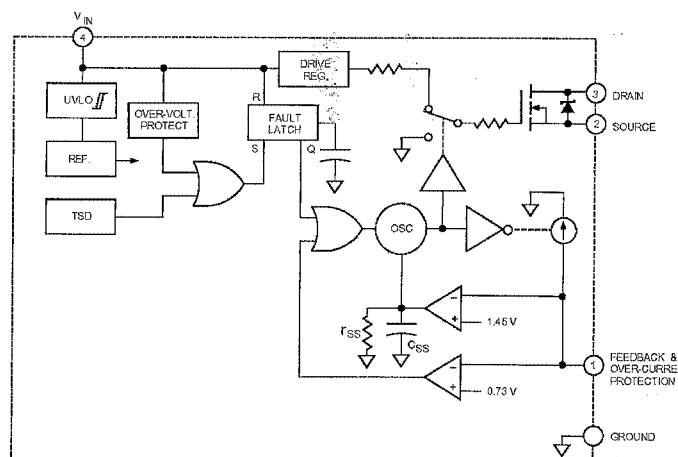 V IN
4
DRIVE
REG.
UVLO
OVER-VOLT.
PROTECT
R
FAULT
LATCH
S
Q
REF.
TSD
3
DRAIN
2
SOURCE
OSC
rSS
CSS
−
+
1.45 V
−
+
0.73 V
1
FEEDBACK &
OVER-CURRE
PROTECTION
GROUND